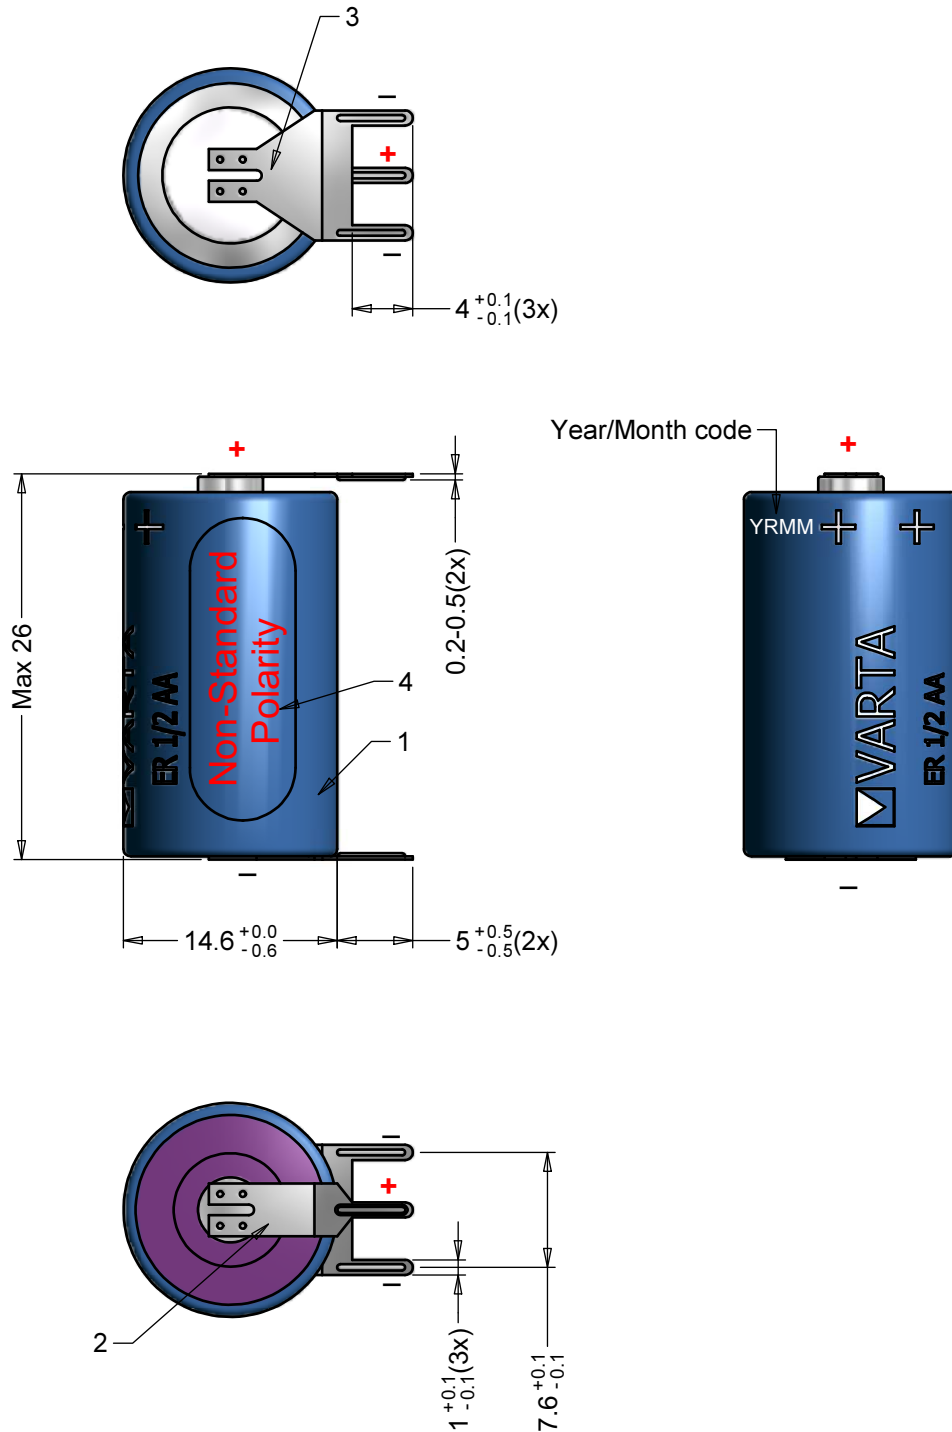 3
–
+
–
4 +0.1 -0.1 (3x)
Year/Month code
+
+
Max 26
+
Non-Standard
Polarity
VARTA
ER 1/2 AA
0.2-0.5(2x)
4
1
YRMM + +
VARTA
ER 1/2 AA
–
–
14.6 +0.0 -0.6
5 +0.5 -0.5 (2x)
–
+
–
2
1 +0.1 -0.1 (3x)
7.6 +0.1 -0.1